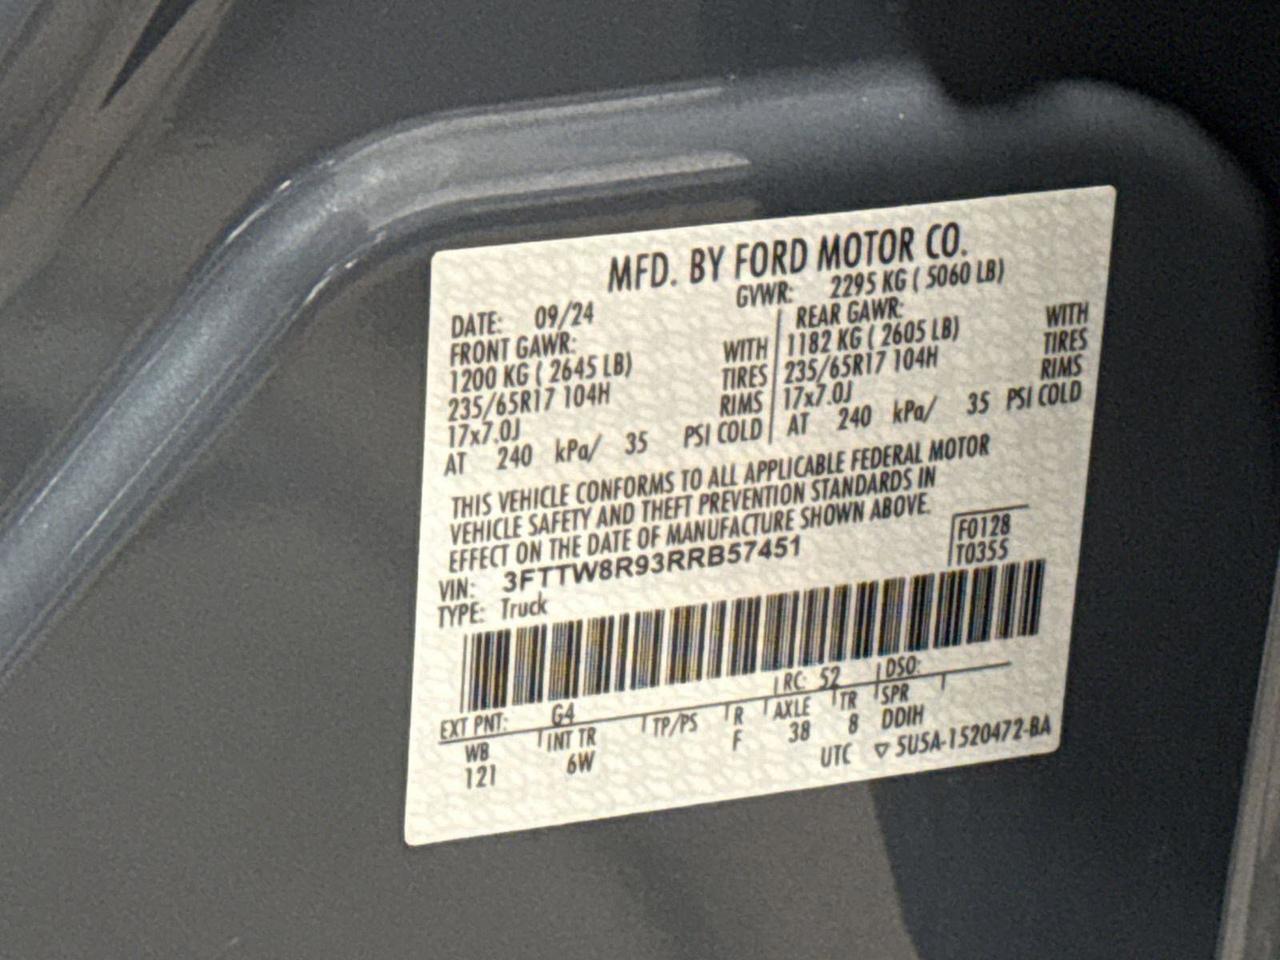 MFD. BY FORD MOTOR CO.
DATE: 09/24 GVWR: 2295 KG ( 5060 LB)
FRONT GAWR: REAR GAWR:
1200 KG ( 2645 LB) WITH 1182 KG ( 2605 LB) WITH
235/65R17 104H TIRES 235/65R17 104H TIRES
17x7.0J RIMS 17x7.0J RIMS
AT 240 kPa/ 35 PSI COLD AT 240 kPa/ 35 PSI COLD
THIS VEHICLE CONFORMS TO ALL APPLICABLE FEDERAL MOTOR
VEHICLE SAFETY AND THEFT PREVENTION STANDARDS IN
EFFECT ON THE DATE OF MANUFACTURE SHOWN ABOVE.
VIN: 3FTTW8R93RRB57451 F0128
TYPE: Truck T0355
EXT PNT: G4 RC: 52 DSO:
WB INT TR TP/PS R AXLE TR SPR
121 6W F 38 8 DDIH
UTC ▽ 5U5A-1520472-BA